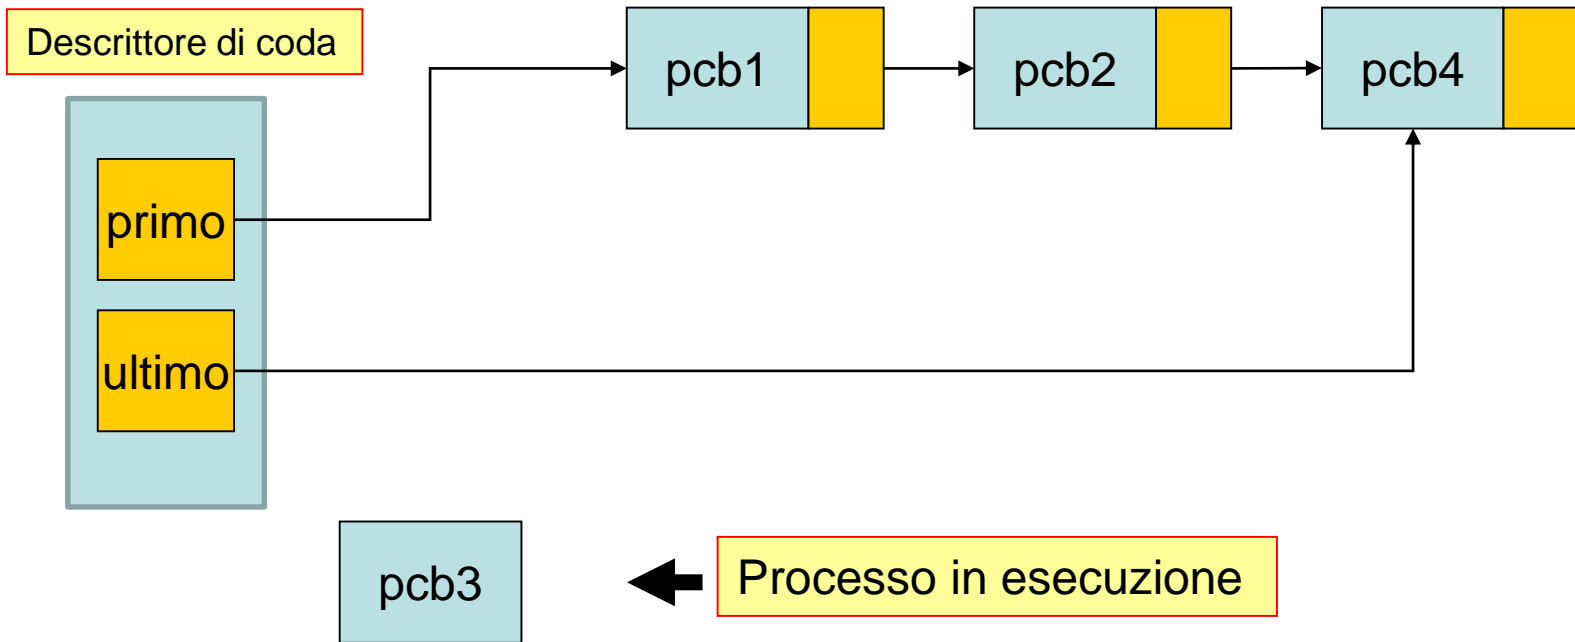 Descrittore di coda
pcb1
pcb2
pcb4
primo
ultimo
pcb3
Processo in esecuzione